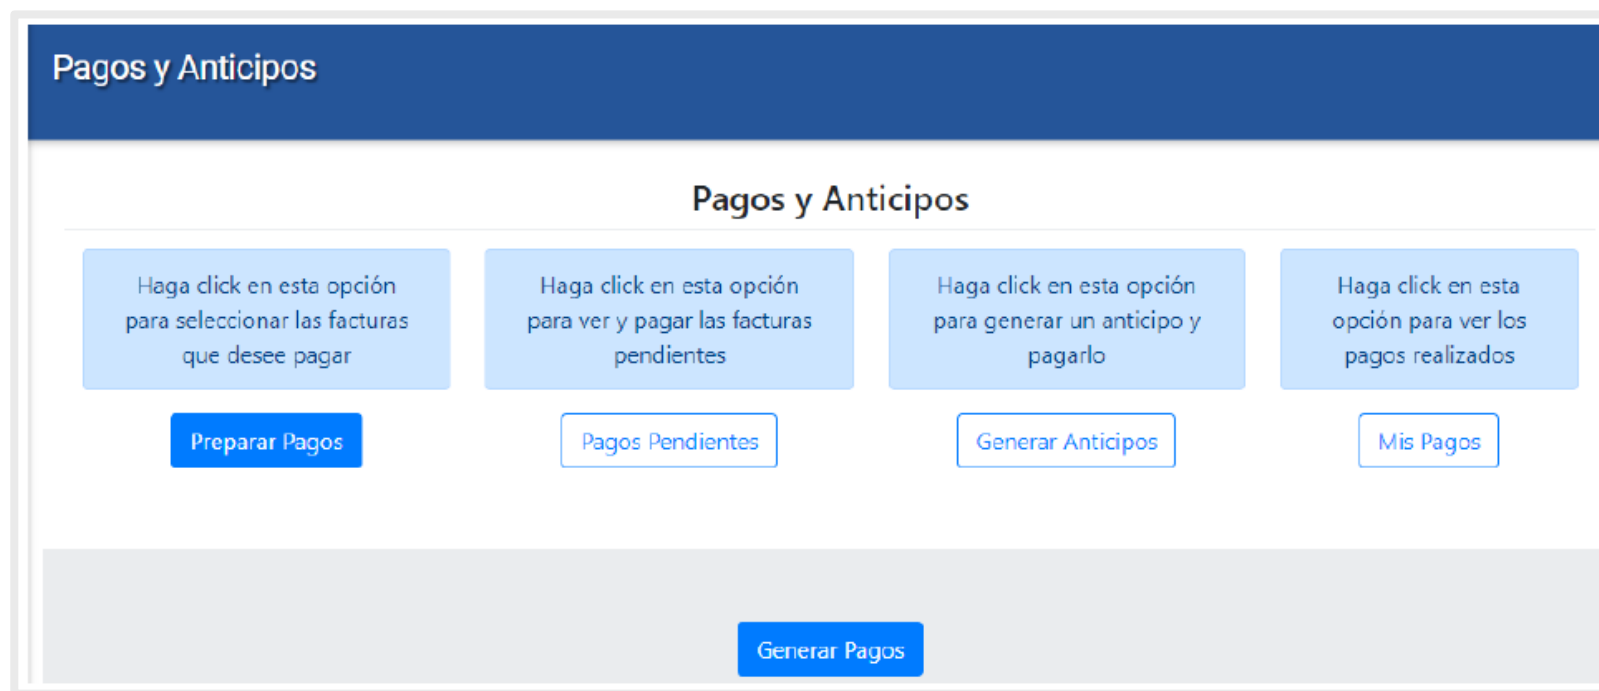 Pagos y Anticipos
Pagos y Anticipos
Haga click en esta opción
para seleccionar las facturas
que desee pagar
Haga click en esta opción
para ver y pagar las facturas
pendientes
Haga click en esta opción
para generar un anticipo y
pagarlo
Haga click en esta
opción para ver los
pagos realizados
Preparar Pagos
Pagos Pendientes
Generar Anticipos
Mis Pagos
Generar Pagos